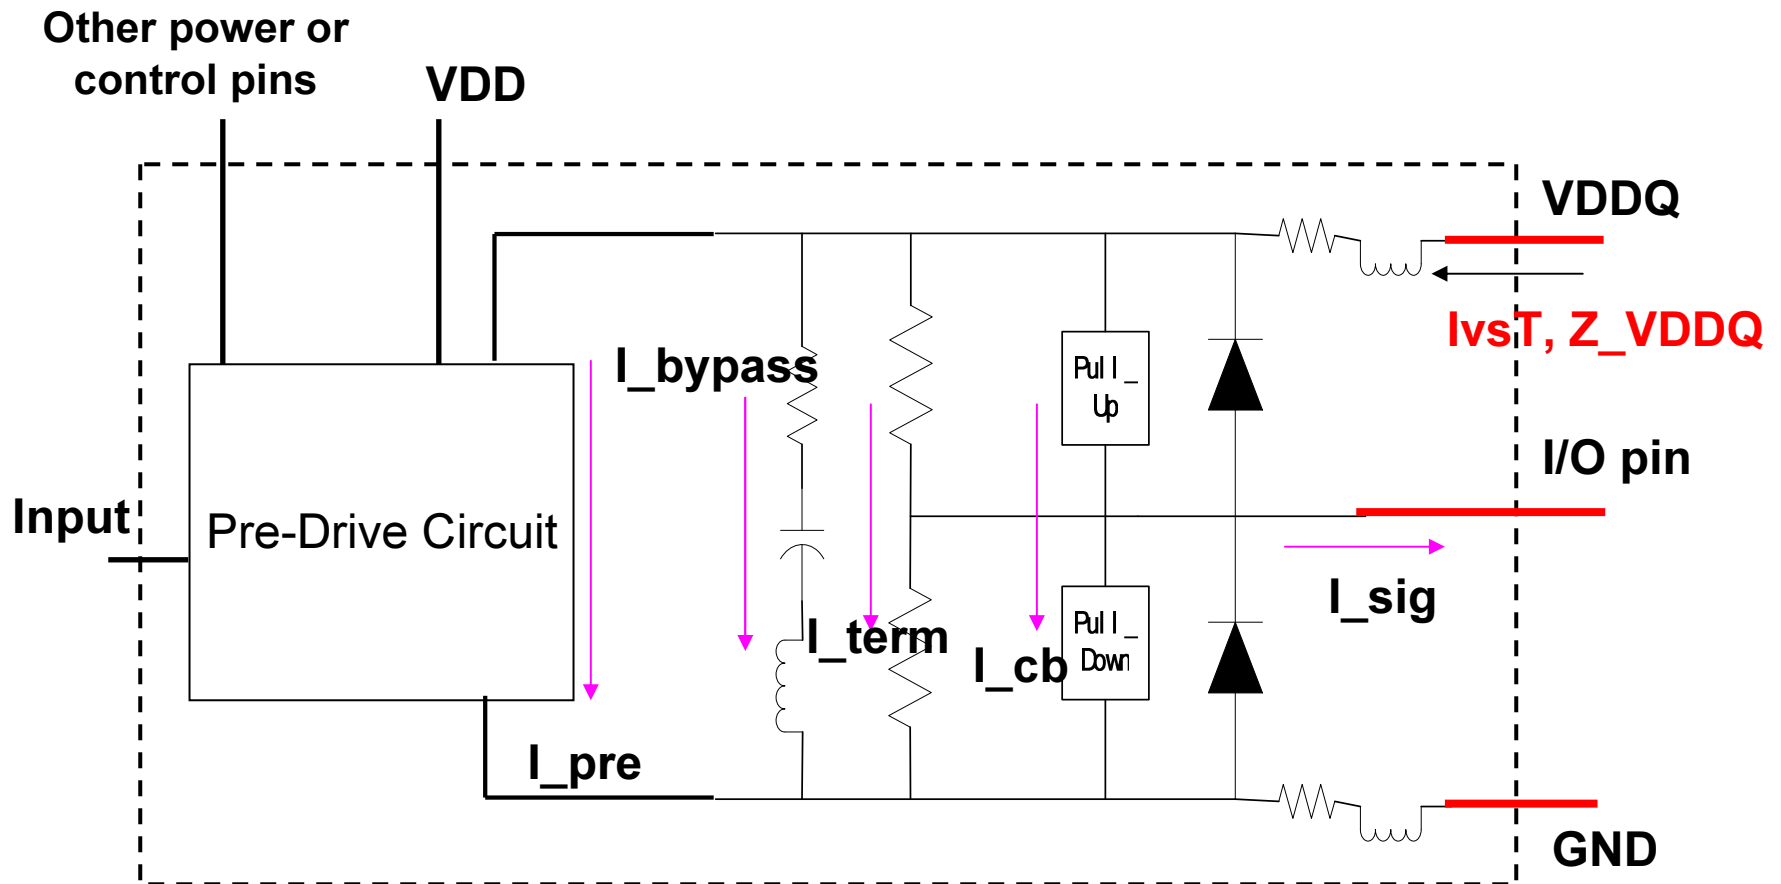 Other power or
control pins
VDD
VDDQ
IvsT, Z_VDDQ
I_bypass
Pull_
Up
I/O pin
Input
Pre-Drive Circuit
I_sig
I_term
I_cb
Pull_
Down
I_pre
GND